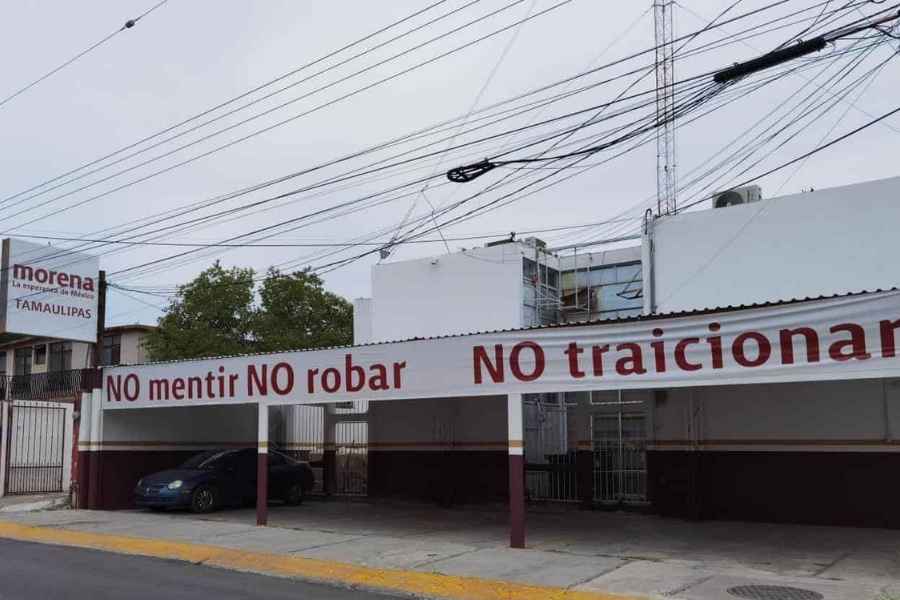 morena
La esperanza de México
TAMAULIPAS
NO mentir NO robar NO traicionar